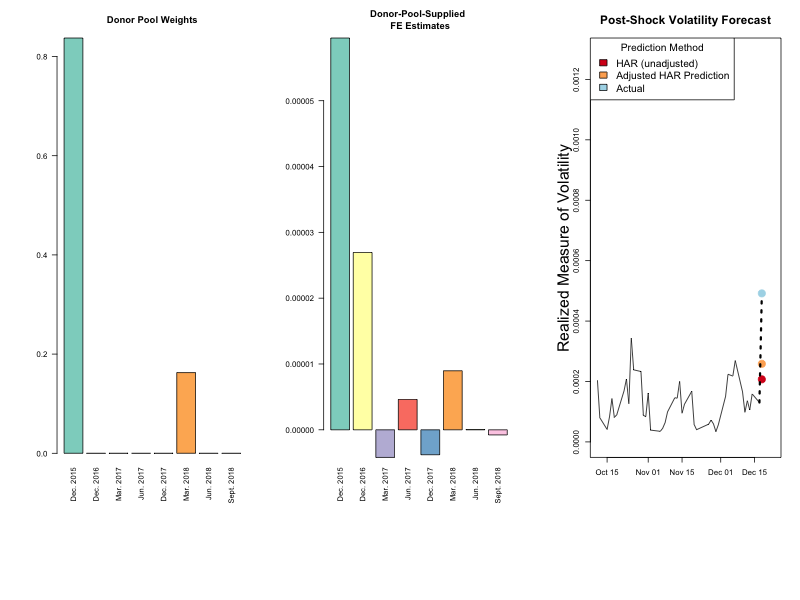 Donor Pool Weights
0.8
0.6
0.4
0.2
0.0
Dec. 2015
Dec. 2016
Mar. 2017
Jun. 2017
Dec. 2017
Mar. 2018
Jun. 2018
Sept. 2018
Donor-Pool-Supplied
FE Estimates
0.00005
0.00004
0.00003
0.00002
0.00001
0.00000
Dec. 2015
Dec. 2016
Mar. 2017
Jun. 2017
Dec. 2017
Mar. 2018
Jun. 2018
Sept. 2018
Post-Shock Volatility Forecast
Prediction Method
HAR (unadjusted)
Adjusted HAR Prediction
Actual
Realized Measure of Volatility
0.0012
0.0010
0.0008
0.0006
0.0004
0.0002
0.0000
Oct 15
Nov 01
Nov 15
Dec 01
Dec 15